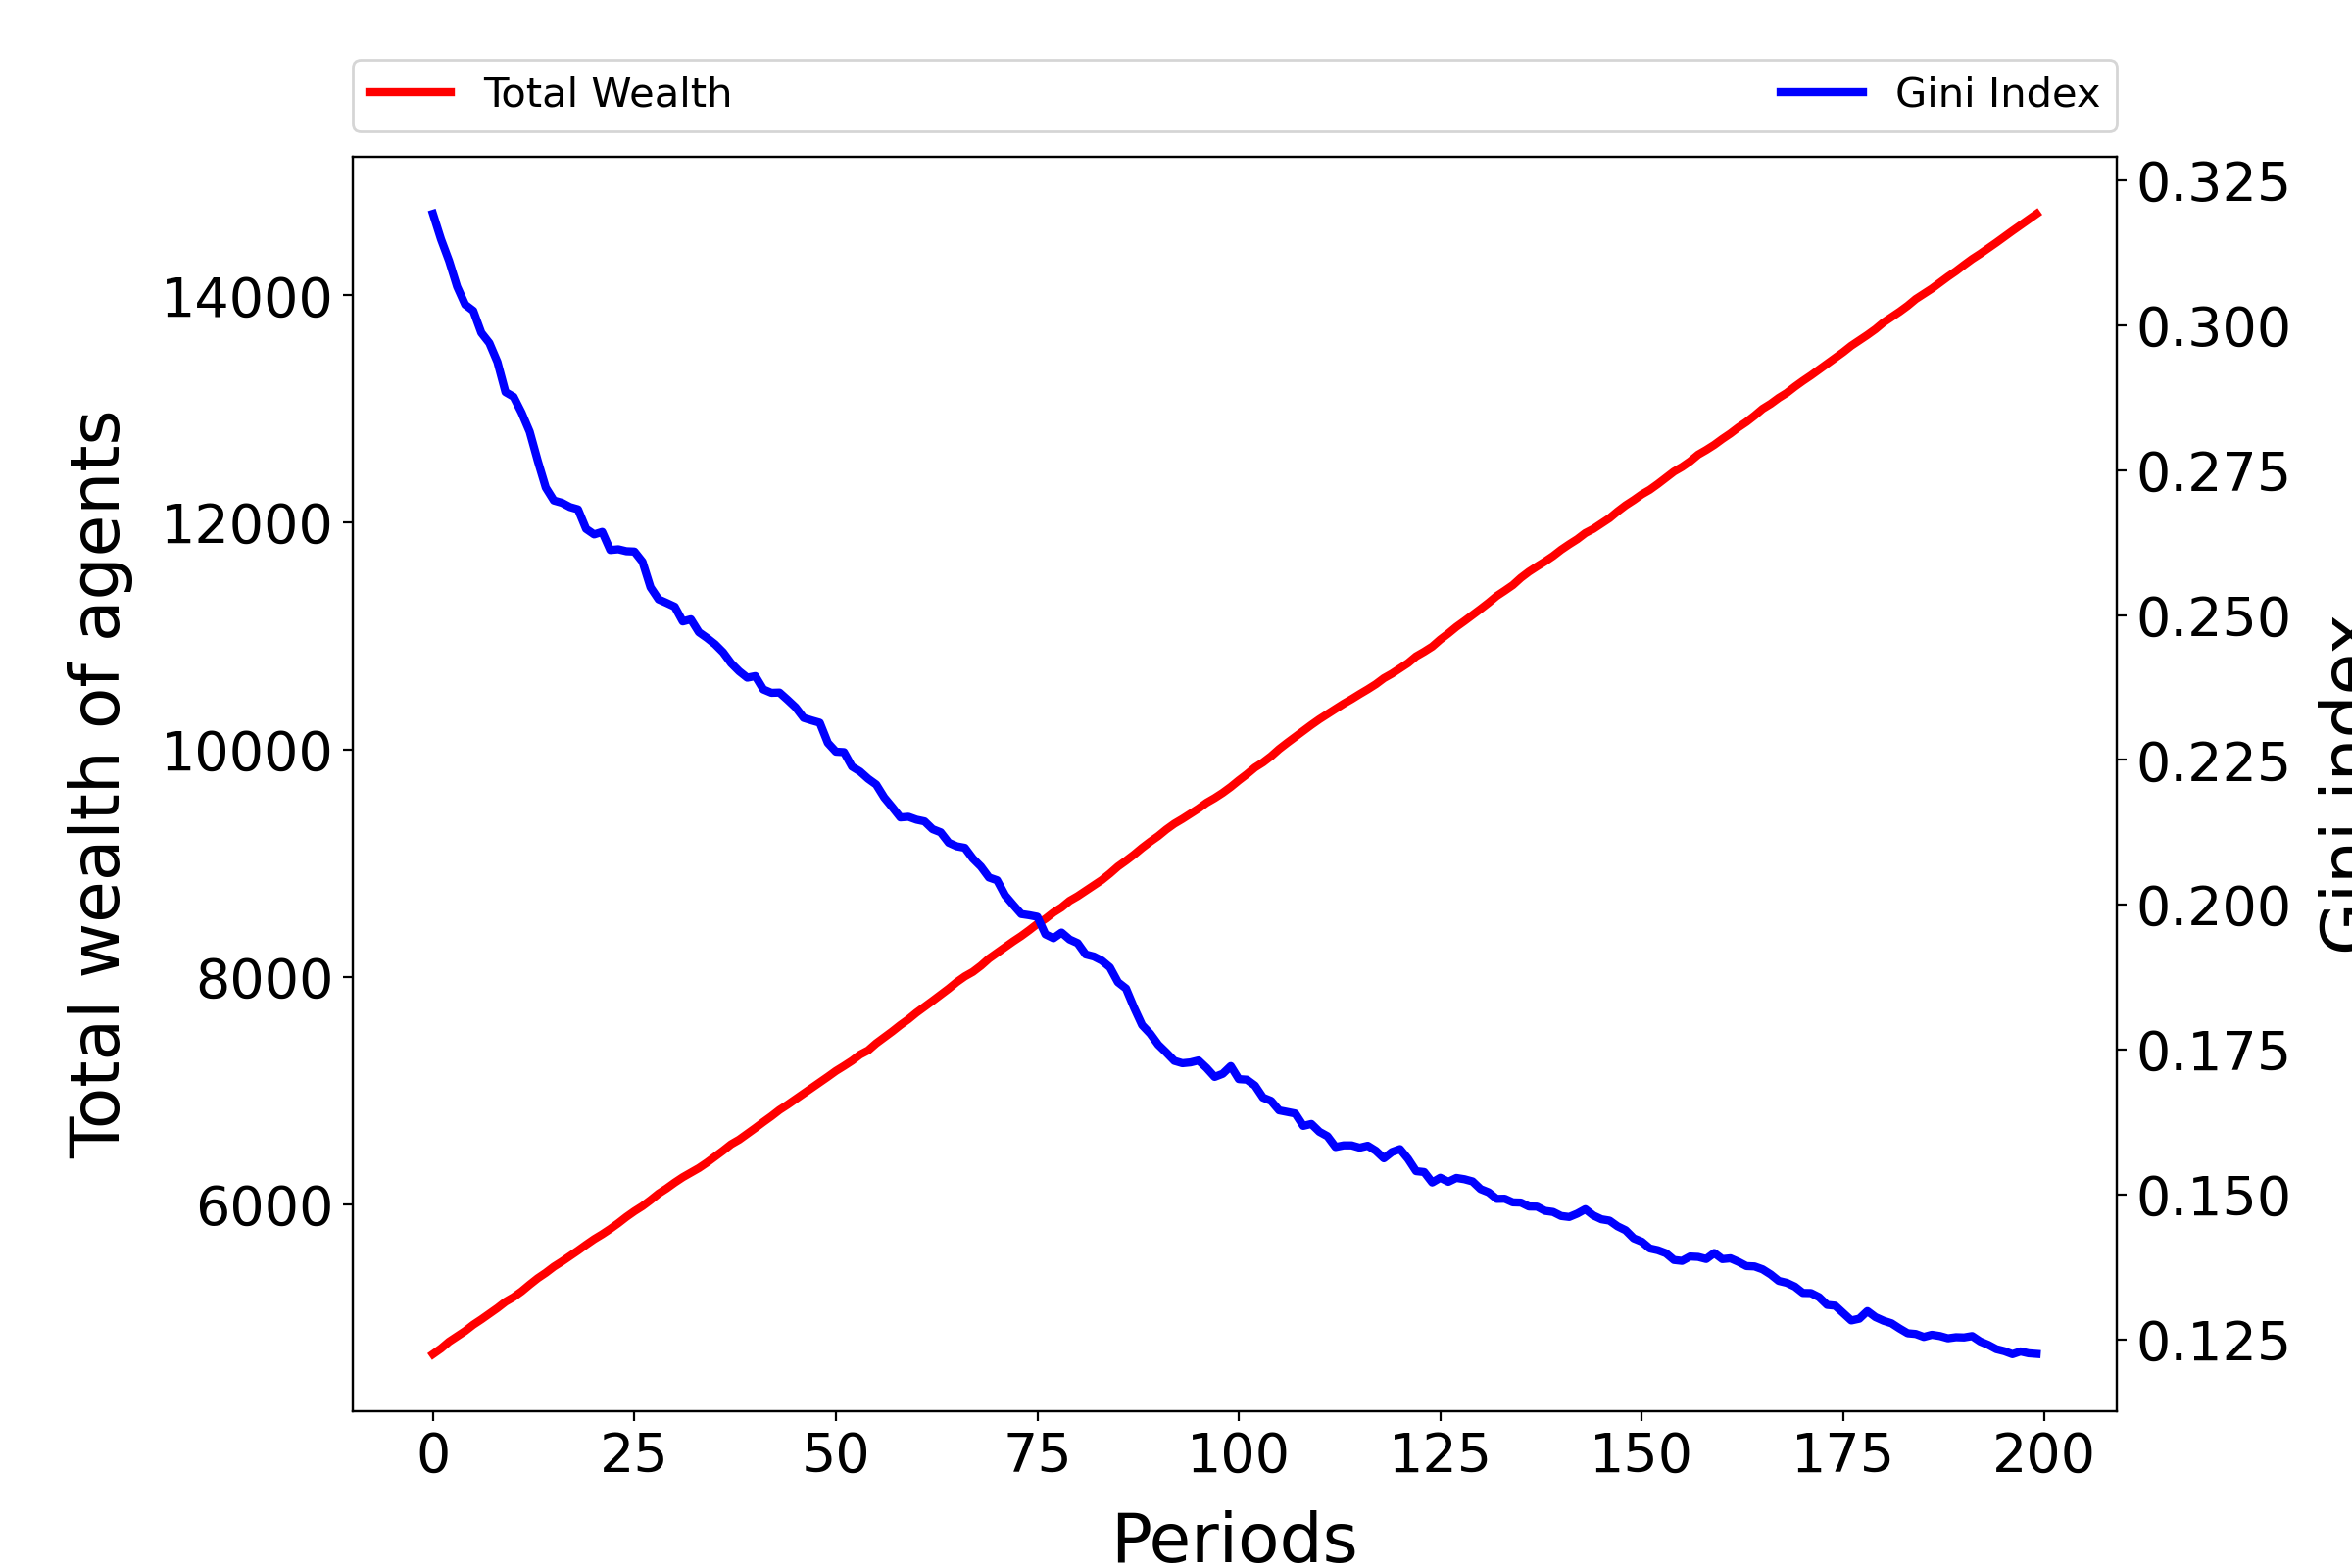 Total Wealth
Gini Index
Total wealth of agents
14000
12000
10000
8000
6000
0.325
0.300
0.275
0.250
0.225
0.200
0.175
0.150
0.125
Gini index
0 25 50 75 100 125 150 175 200
Periods